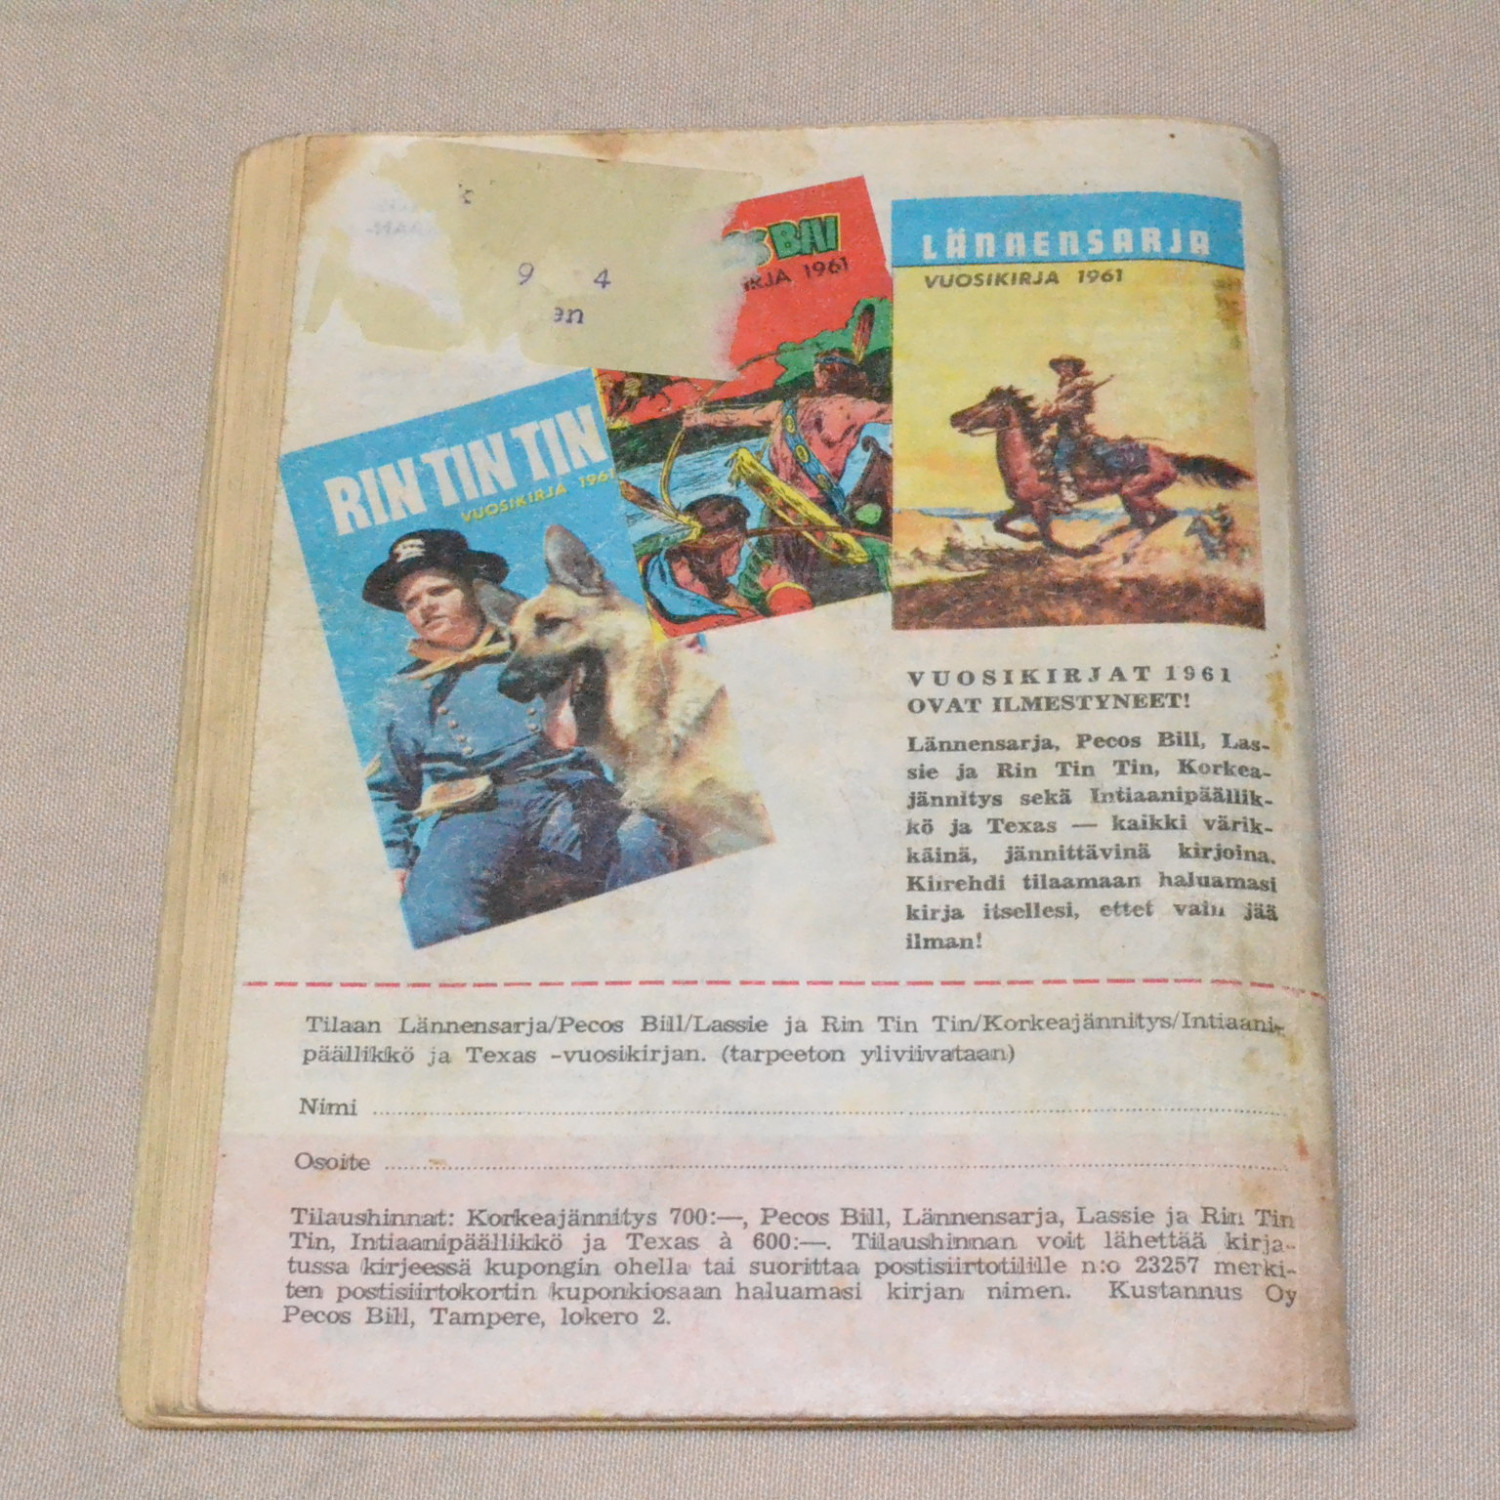 9 4
en
BILL
VUOSIKIRJA 1961
LÄNNENSARJA
VUOSIKIRJA 1961
RIN TIN TIN
VUOSIKIRJA 1961
VUOSIKIRJAT 1961
OVAT ILMESTYNEET!
Lännensarja, Pecos Bill, Las-
sie ja Rin Tin Tin, Korkea-
jännitys sekä Intiaanipäällik-
kö ja Texas — kaikki värik-
käinä, jännittävinä kirjoina.
Kiirehdi tilaamaan haluamasi
kirja itsellesi, ettet vain jää
ilman!
Tilaan Lännensarja/Pecos Bill/Lassie ja Rin Tin Tin/Korkeajännitys/Intiaani-
päällikkö ja Texas -vuosikirjan. (tarpeeton yliviivataan)
Nimi
Osoite
Tilaushinnat: Korkeajännitys 700:—, Pecos Bill, Lännensarja, Lassie ja Rin Tin
Tin, Intiaanipäällikkö ja Texas à 600:—. Tilaushinnan voit lähettää kirja-
tussa kirjeessä kupongin ohella tai suorittaa postisiirtotilille n:o 23257 merki-
ten postisiirtokortin kuponkiosaan haluamasi kirjan nimen. Kustannus Oy
Pecos Bill, Tampere, lokero 2.